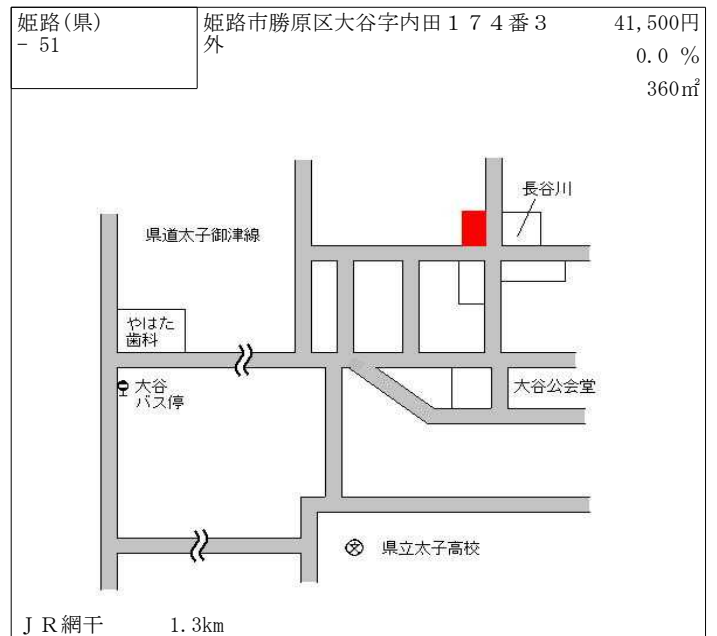 姫路(県)
- 51
姫路市勝原区大谷字内田１７４番３
外
41,500円
0.0 %
360㎡
長谷川
県道太子御津線
やはた
歯科
大谷
バス停
大谷公会堂
県立太子高校
ＪＲ網干 1.3km